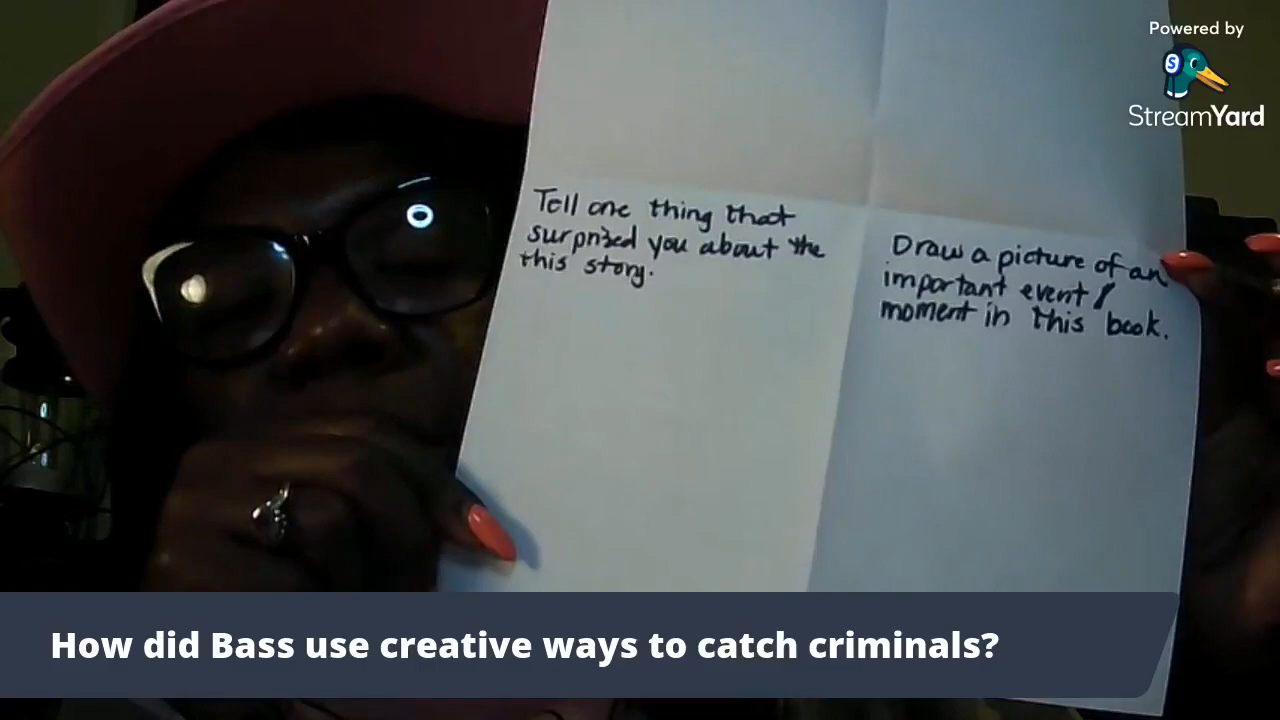 Powered by
StreamYard
Tell one thing that
surprized you about the
this story.
Draw a picture of an
important event/
moment in this book.
How did Bass use creative ways to catch criminals?